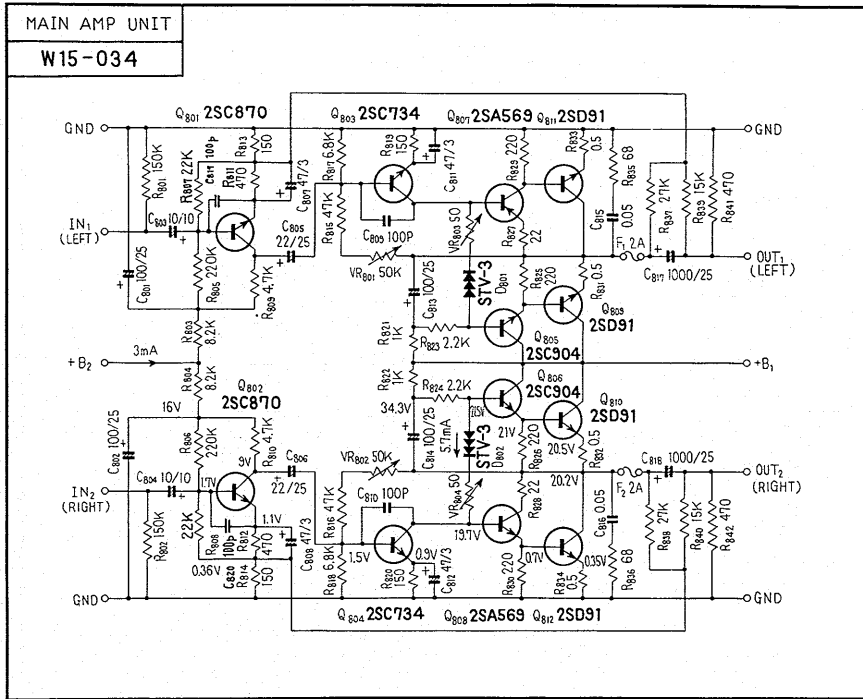 MAIN AMP UNIT
W15-034
Q801 2SC870
Q803 2SC734
Q807 2SA569
Q811 2SD91
GND
GND
R801 150K
R807 22K
C819 100p
R811 470
R813 150
C807 47/3
R817 6.8K
R819 150
C811 47/3
R829 220
R833 0.5
R835 68
IN1
(LEFT)
C803 10/10
C805
22/25
R815 47K
C809 100P
VR803 50
R827
22
C815
0.05
F1 2A
R837 27K
R839 15K
R841 470
C801 100/25
R805 220K
R809 4.7K
VR801 50K
C813 100/25
STV-3
D801
R825 220
R831 0.5
C817 1000/25
OUT1
(LEFT)
R803
8.2K
R821
1K
R823 2.2K
Q805
2SC904
Q809
2SD91
+B2
3mA
+B1
R804
8.2K
R822
1K
R824 2.2K
Q806
2SC904
Q802
2SC870
16V
34.3V
Q810
2SD91
C802 100/25
R806
220K
R810 4.7K
9V
C806
22/25
VR802 50K
C814 100/25
5.7mA
STV-3
D802
21V
R826 220
20.5V
R832 0.5
C818 1000/25
C804 10/10
1.7V
20.2V
F2 2A
OUT2
(RIGHT)
IN2
(RIGHT)
R802 150K
22K
R808
100p
C820
1.1V
R812 470
R814 150
0.36V
C808 47/3
R816 47K
C810 100P
VR804 50
19.7V
R828 22
C816 0.05
R838 27K
R840 15K
R842 470
R818 6.8K
1.5V
R820 150
0.9V
C812 47/3
R830 220
0.7V
R834 0.5
0.35V
R836 68
GND
GND
Q804 2SC734
Q808 2SA569
Q812 2SD91